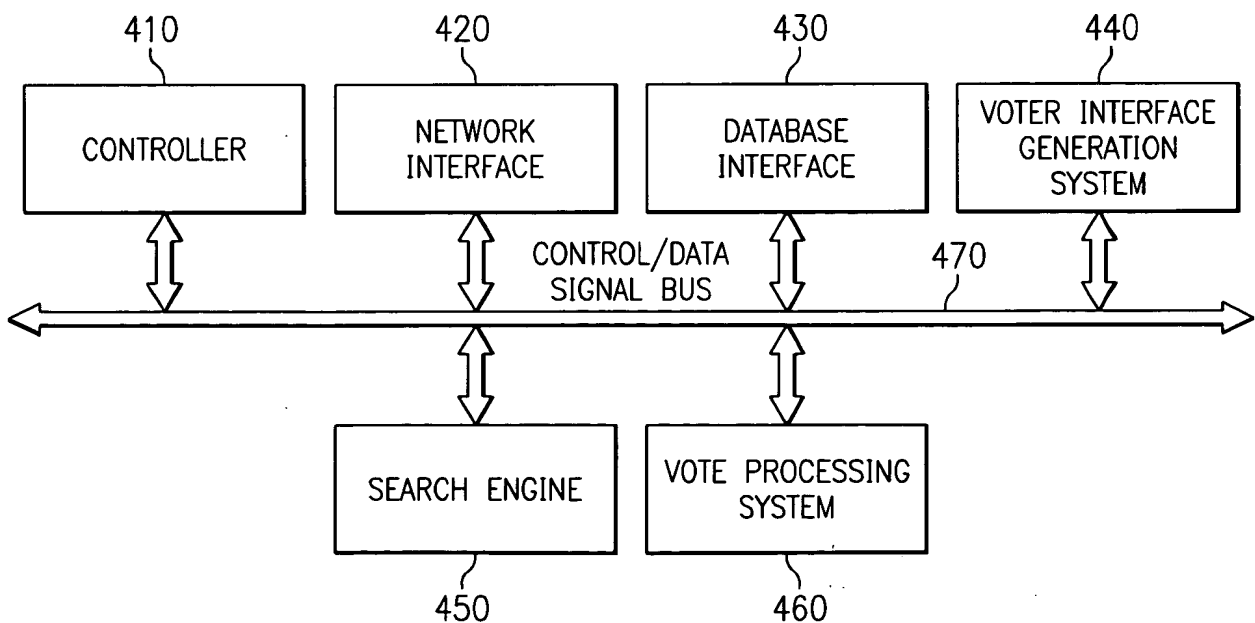 410
420
430
440
CONTROLLER
NETWORK
INTERFACE
DATABASE
INTERFACE
VOTER INTERFACE
GENERATION
SYSTEM
CONTROL/DATA
SIGNAL BUS
470
SEARCH ENGINE
VOTE PROCESSING
SYSTEM
450
460